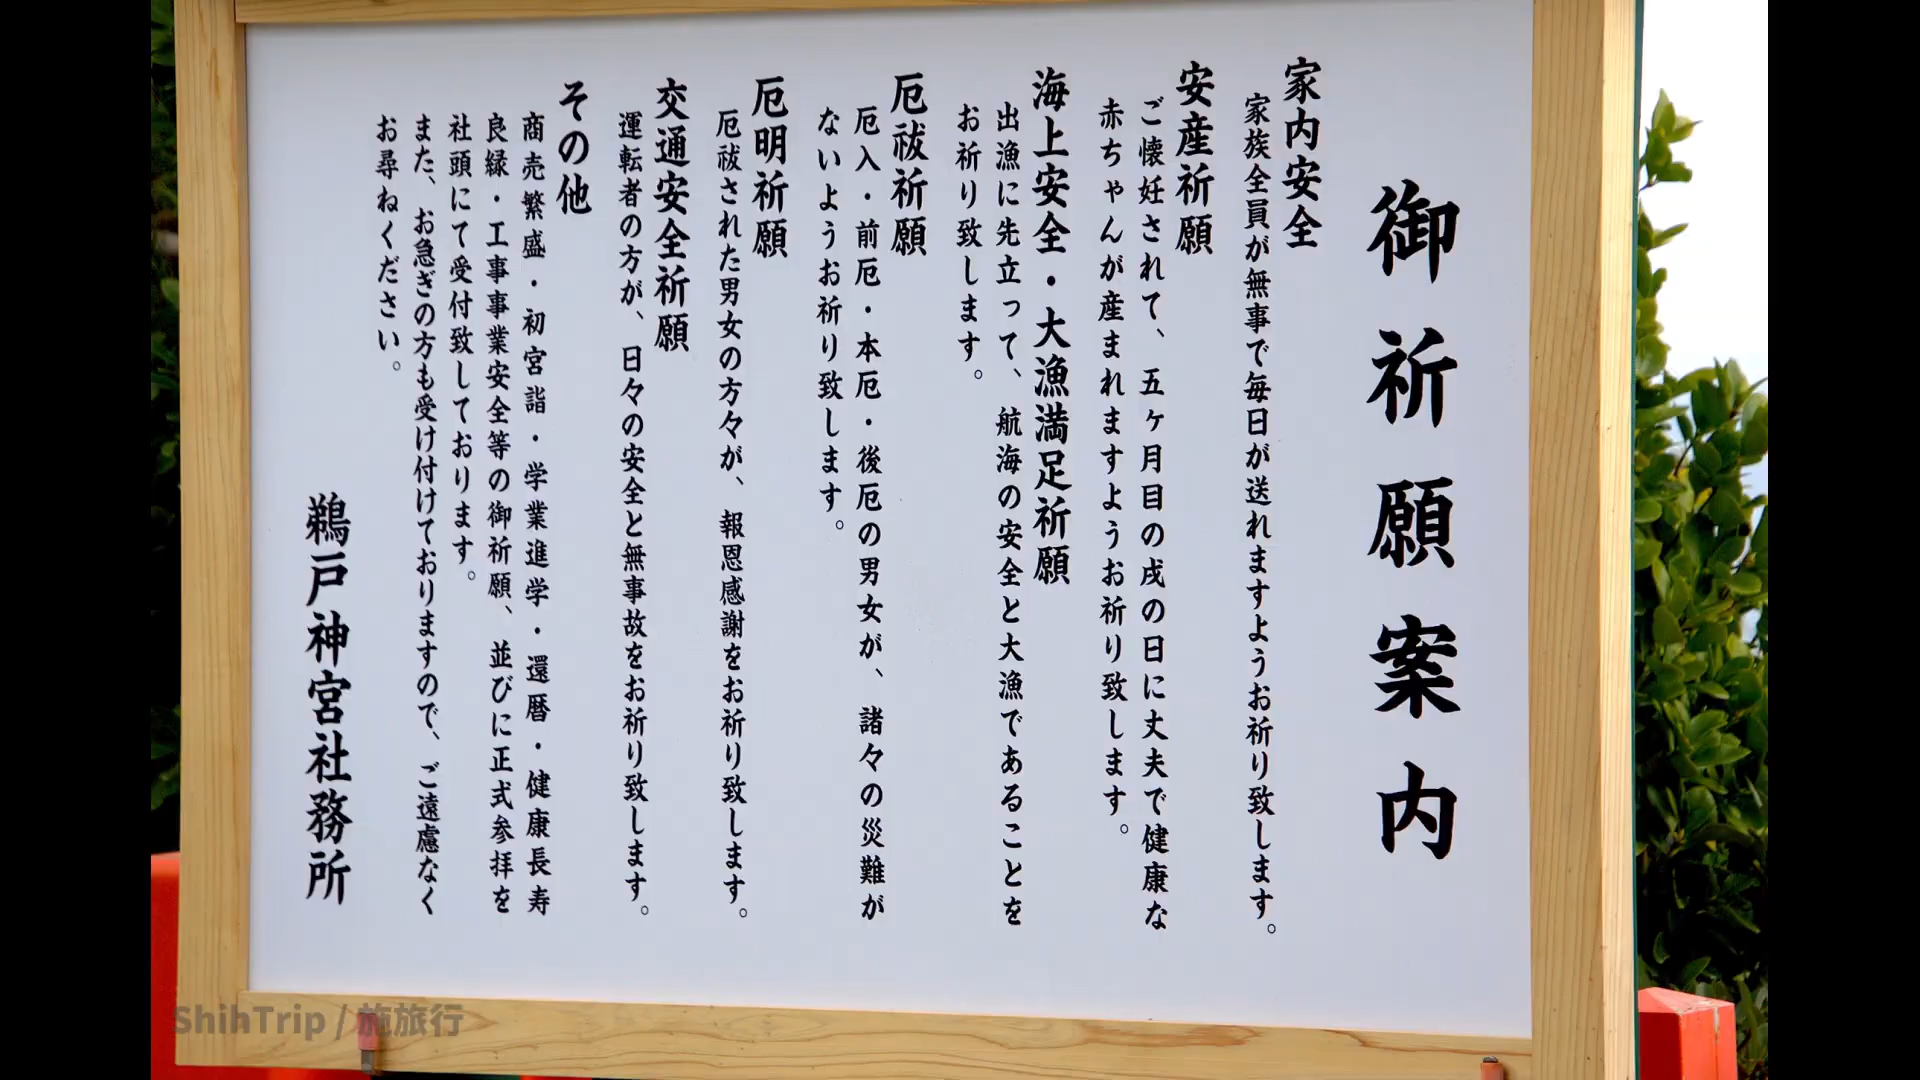 御祈願案内
家内安全
家族全員が無事で毎日が送れますようお祈り致します。
安産祈願
ご懐妊されて、五ヶ月目の戌の日に丈夫で健康な
赤ちゃんが産まれますようお祈り致します。
海上安全・大漁満足祈願
出漁に先立って、航海の安全と大漁であることを
お祈り致します。
厄祓祈願
厄入・前厄・本厄・後厄の男女が、諸々の災難が
ないようお祈り致します。
厄明祈願
厄祓された男女の方々が、報恩感謝をお祈り致します。
交通安全祈願
運転者の方が、日々の安全と無事故をお祈り致します。
その他
商売繁盛・初宮詣・学業進学・還暦・健康長寿
良縁・工事事業安全等の御祈願、並びに正式参拝を
社頭にて受付致しております。
また、お急ぎの方も受け付けておりますので、ご遠慮なく
お尋ねください。
鵜戸神宮社務所
ShihTrip / 施旅行